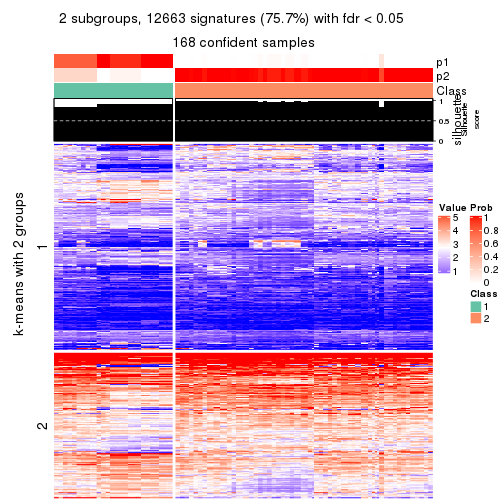 2 subgroups, 12663 signatures (75.7%) with fdr < 0.05
168 confident samples
p1
p2
Class
1
0.5
0
silhouette
Silhouette
score
k-means with 2 groups
1
2
Value
5
4
3
2
1
Prob
1
0.8
0.6
0.4
0.2
0
Class
1
2